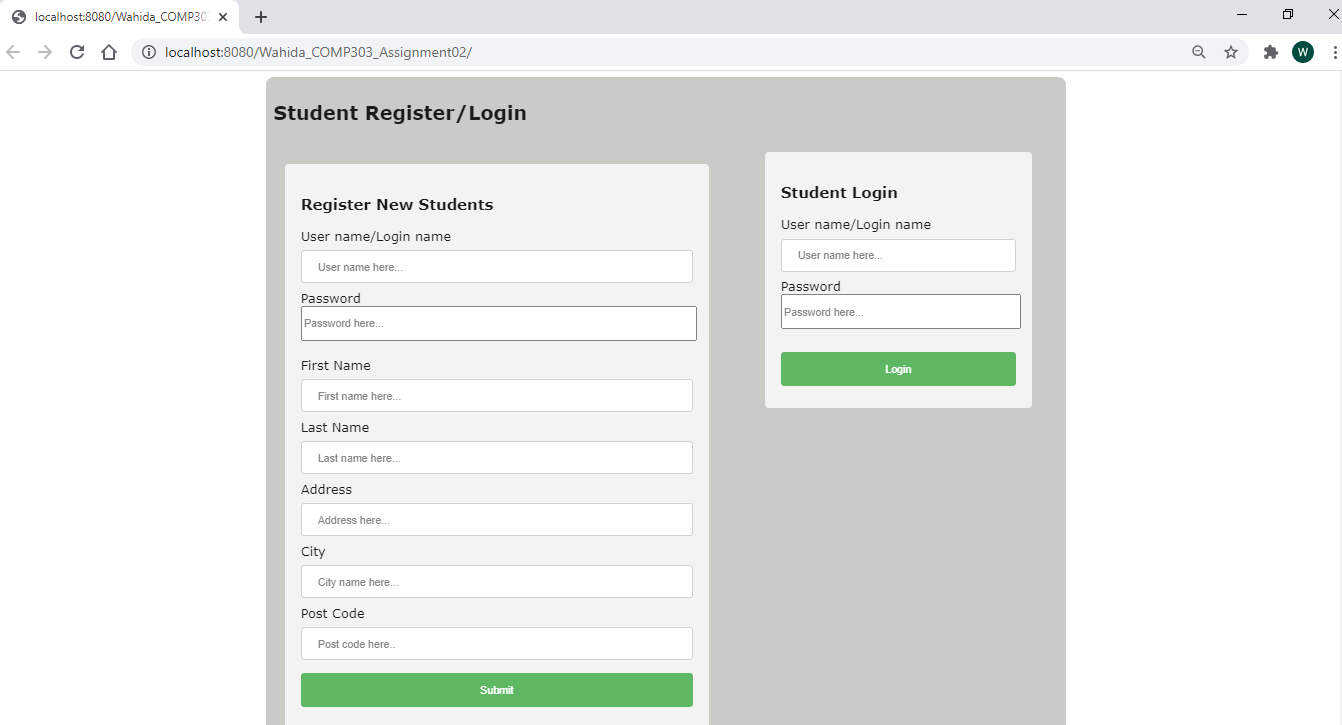 localhost:8080/Wahida_COMP30
localhost:8080/Wahida_COMP303_Assignment02/
W
Student Register/Login
Register New Students
User name/Login name
User name here...
Password
Password here...
First Name
First name here...
Last Name
Last name here...
Address
Address here...
City
City name here...
Post Code
Post code here..
Submit
Student Login
User name/Login name
User name here...
Password
Password here...
Login